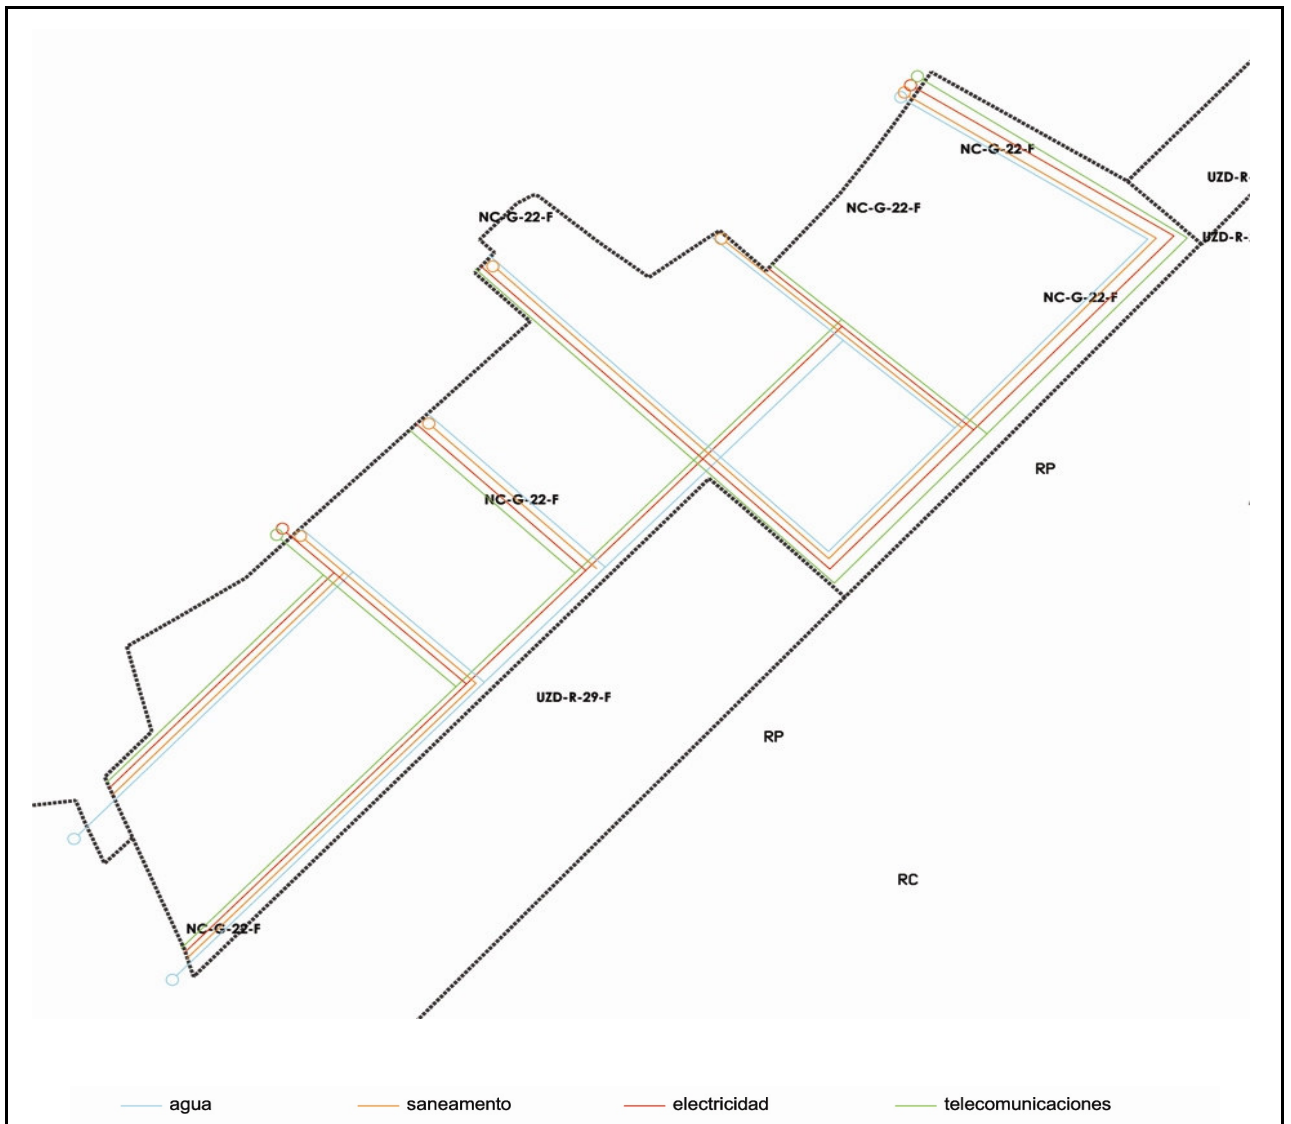 NC-G-22-F
UZD-R-
NC-G-22-F
NC-G-22-F
UZD-R-
NC-G-22-F
RP
NC-G-22-F
UZD-R-29-F
RP
RC
NC-G-22-F
agua saneamento electricidad telecomunicaciones